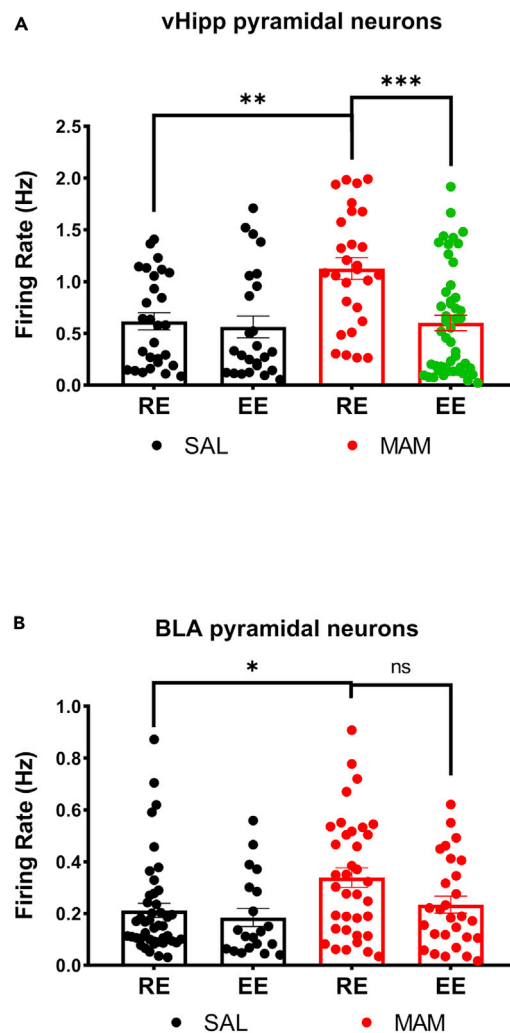 A
vHipp pyramidal neurons
** ***
Firing Rate (Hz)
2.5
2.0
1.5
1.0
0.5
0.0
RE EE RE EE
SAL MAM
B
BLA pyramidal neurons
* ns
Firing Rate (Hz)
1.0
0.8
0.6
0.4
0.2
0.0
RE EE RE EE
SAL MAM